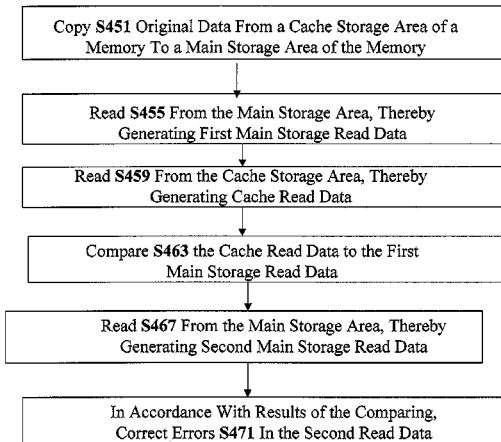 Copy S451 Original Data From a Cache Storage Area of a
Memory To a Main Storage Area of the Memory
Read S455 From the Main Storage Area, Thereby
Generating First Main Storage Read Data
Read S459 From the Cache Storage Area, Thereby
Generating Cache Read Data
Compare S463 the Cache Read Data to the First
Main Storage Read Data
Read S467 From the Main Storage Area, Thereby
Generating Second Main Storage Read Data
In Accordance With Results of the Comparing,
Correct Errors S471 In the Second Read Data